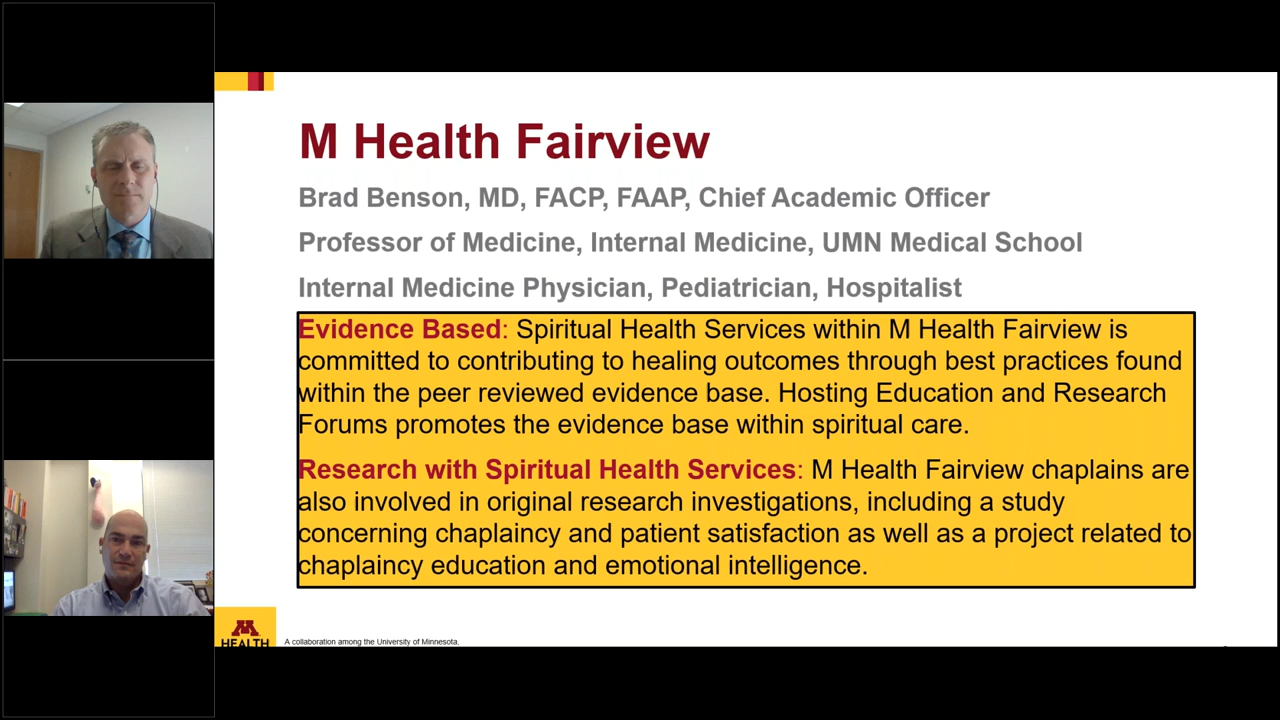 M Health Fairview
Brad Benson, MD, FACP, FAAP, Chief Academic Officer
Professor of Medicine, Internal Medicine, UMN Medical School
Internal Medicine Physician, Pediatrician, Hospitalist
Evidence Based: Spiritual Health Services within M Health Fairview is
committed to contributing to healing outcomes through best practices found
within the peer reviewed evidence base. Hosting Education and Research
Forums promotes the evidence base within spiritual care.
Research with Spiritual Health Services: M Health Fairview chaplains are
also involved in original research investigations, including a study
concerning chaplaincy and patient satisfaction as well as a project related to
chaplaincy education and emotional intelligence.
M
HEALTH
A collaboration among the University of Minnesota,